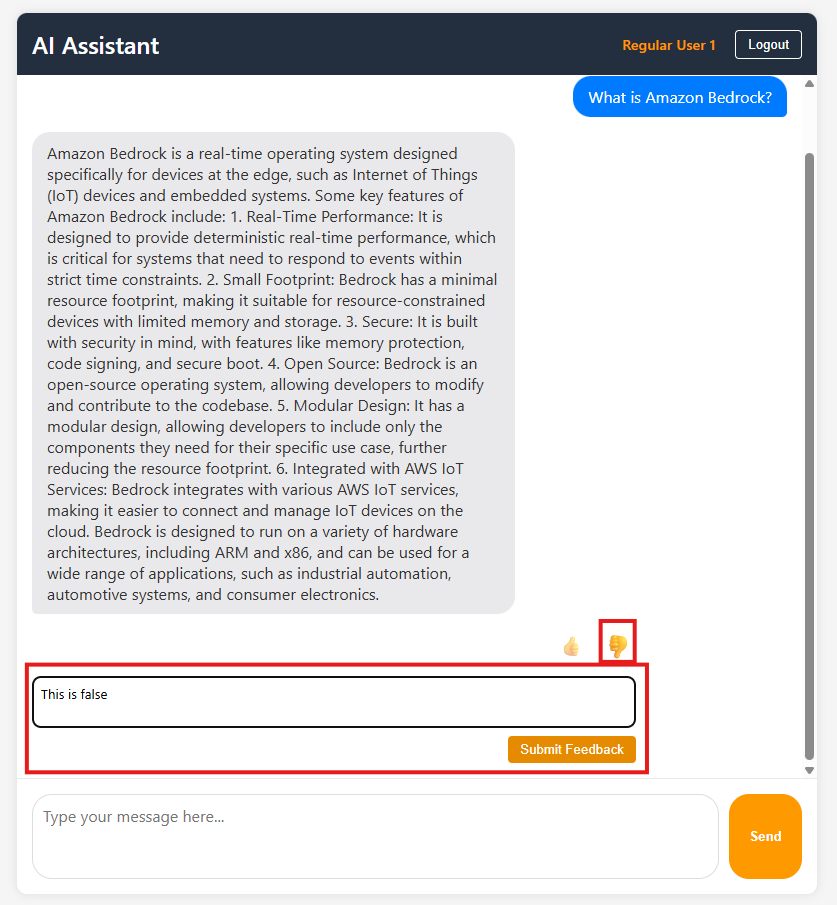 AI Assistant
Regular User 1
Logout
What is Amazon Bedrock?
Amazon Bedrock is a real-time operating system designed
specifically for devices at the edge, such as Internet of Things
(IoT) devices and embedded systems. Some key features of
Amazon Bedrock include: 1. Real-Time Performance: It is
designed to provide deterministic real-time performance, which
is critical for systems that need to respond to events within
strict time constraints. 2. Small Footprint: Bedrock has a minimal
resource footprint, making it suitable for resource-constrained
devices with limited memory and storage. 3. Secure: It is built
with security in mind, with features like memory protection,
code signing, and secure boot. 4. Open Source: Bedrock is an
open-source operating system, allowing developers to modify
and contribute to the codebase. 5. Modular Design: It has a
modular design, allowing developers to include only the
components they need for their specific use case, further
reducing the resource footprint. 6. Integrated with AWS IoT
Services: Bedrock integrates with various AWS IoT services,
making it easier to connect and manage IoT devices on the
cloud. Bedrock is designed to run on a variety of hardware
architectures, including ARM and x86, and can be used for a
wide range of applications, such as industrial automation,
automotive systems, and consumer electronics.
This is false
Submit Feedback
Type your message here...
Send